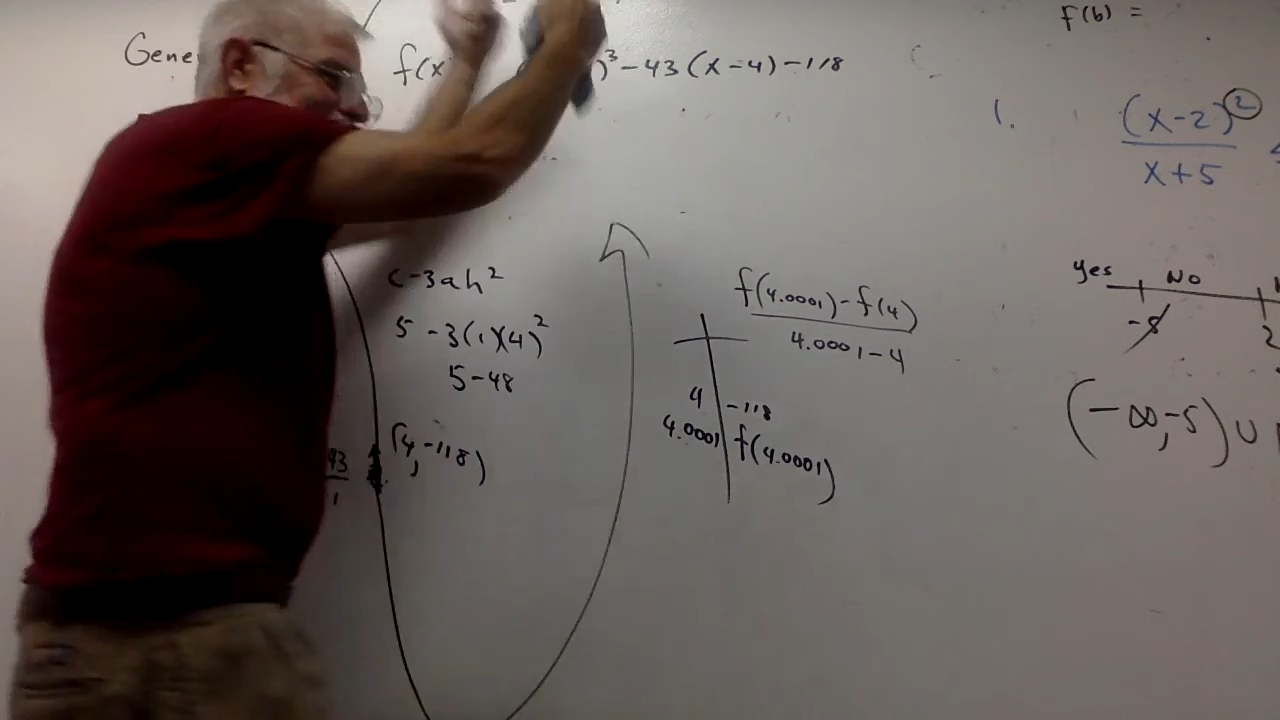 f(b) =
f(x )³ - 43 (x - 4) - 118
1. (x-2)² / x+5
c - 3ah²
5 - 3(1)(4)²
5 - 48
(4, -118)
43
1
f(4.0001) - f(4)
4.0001 - 4
4 -118
4.0001 f(4.0001)
Yes No
-5 2
(-∞, -5) ∪